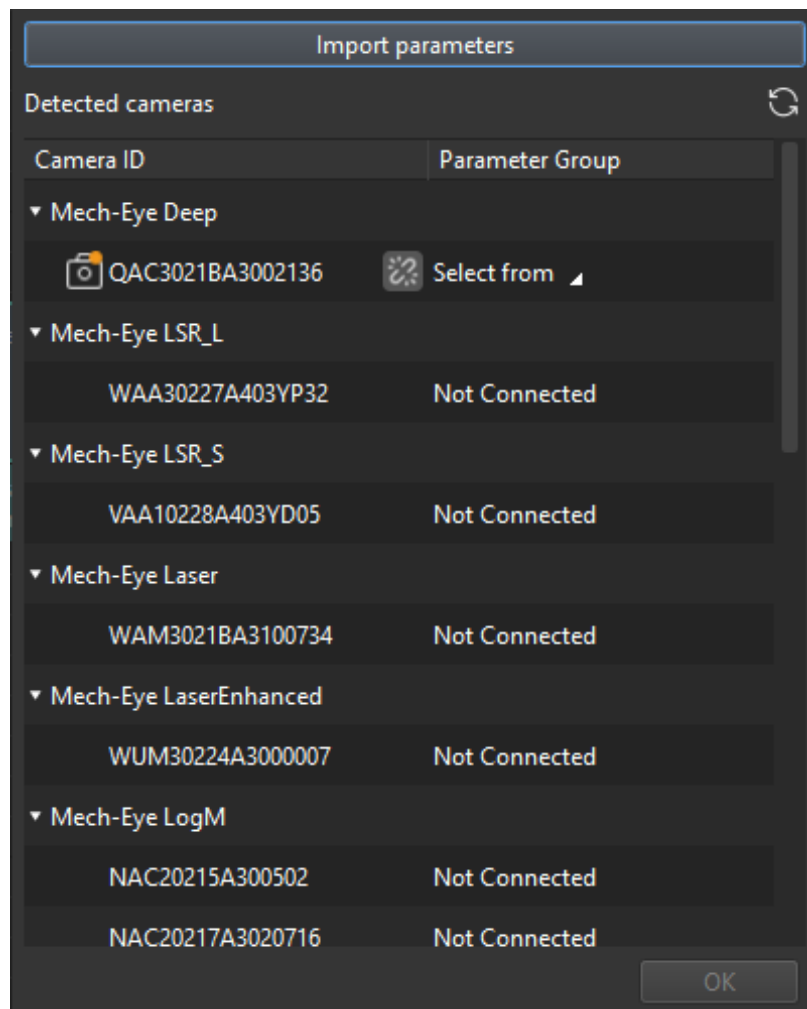 Import parameters
Detected cameras
Camera ID Parameter Group
Mech-Eye Deep
QAC3021BA3002136 Select from
Mech-Eye LSR_L
WAA30227A403YP32 Not Connected
Mech-Eye LSR_S
VAA10228A403YD05 Not Connected
Mech-Eye Laser
WAM3021BA3100734 Not Connected
Mech-Eye LaserEnhanced
WUM30224A3000007 Not Connected
Mech-Eye LogM
NAC20215A300502 Not Connected
NAC20217A3020716 Not Connected
OK